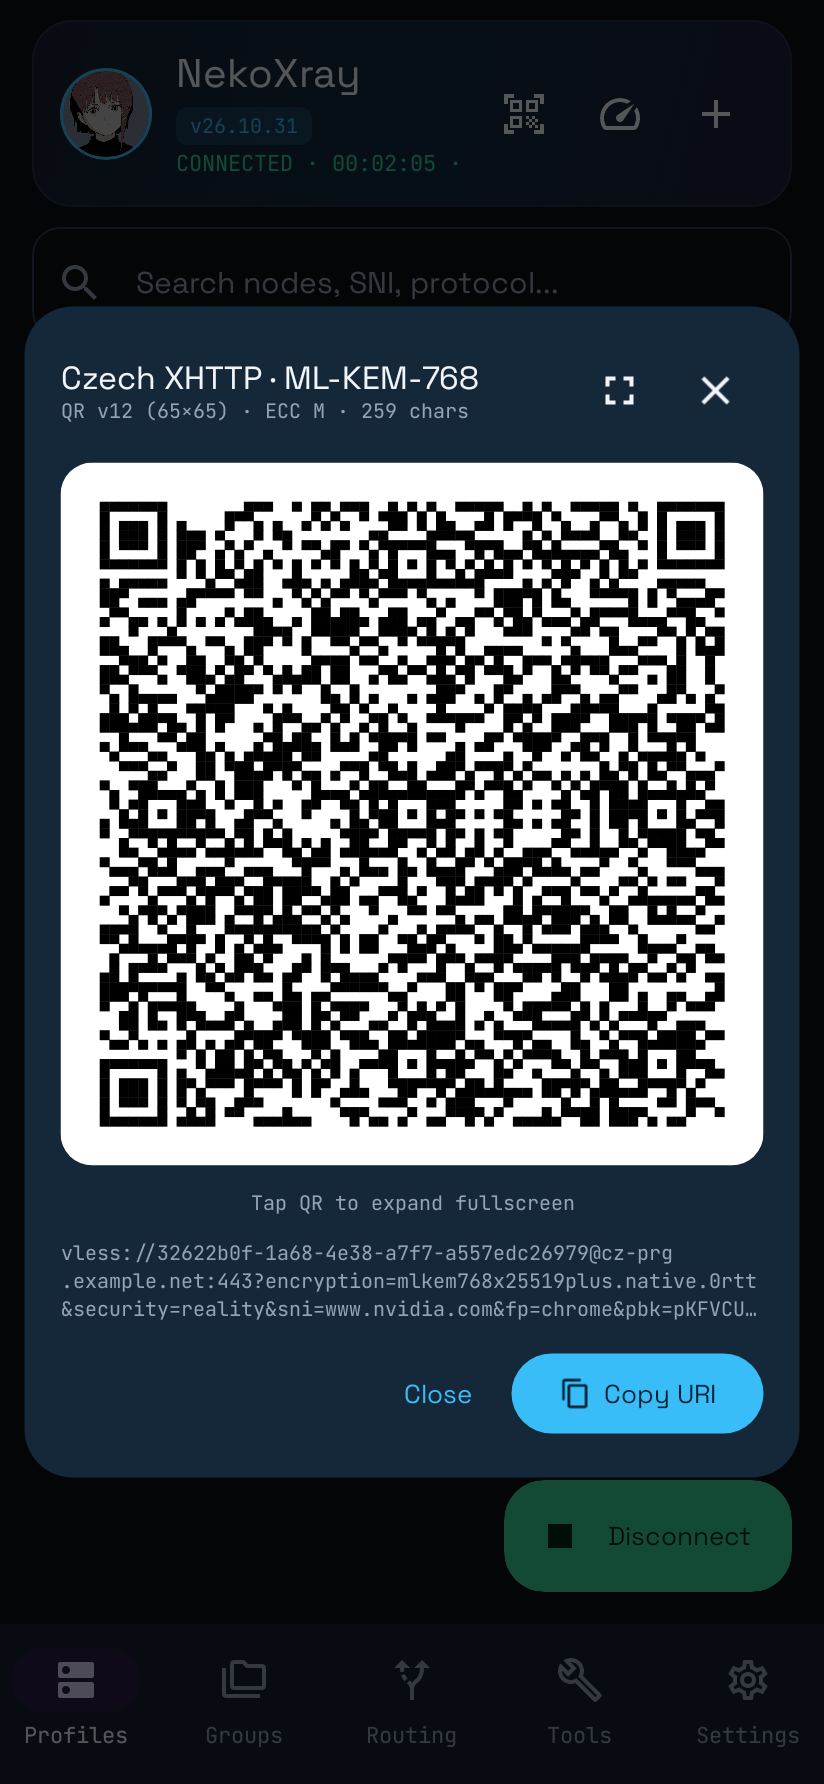 NekoXray
v26.10.31
CONNECTED · 00:02:05 ·
Search nodes, SNI, protocol...
Czech XHTTP · ML-KEM-768
QR v12 (65×65) · ECC M · 259 chars
Tap QR to expand fullscreen
vless://32622b0f-1a68-4e38-a7f7-a557edc26979@cz-prg
.example.net:443?encryption=mlkem768x25519plus.native.0rtt
&security=reality&sni=www.nvidia.com&fp=chrome&pbk=pKFVCU…
Close
Copy URI
Disconnect
Profiles
Groups
Routing
Tools
Settings